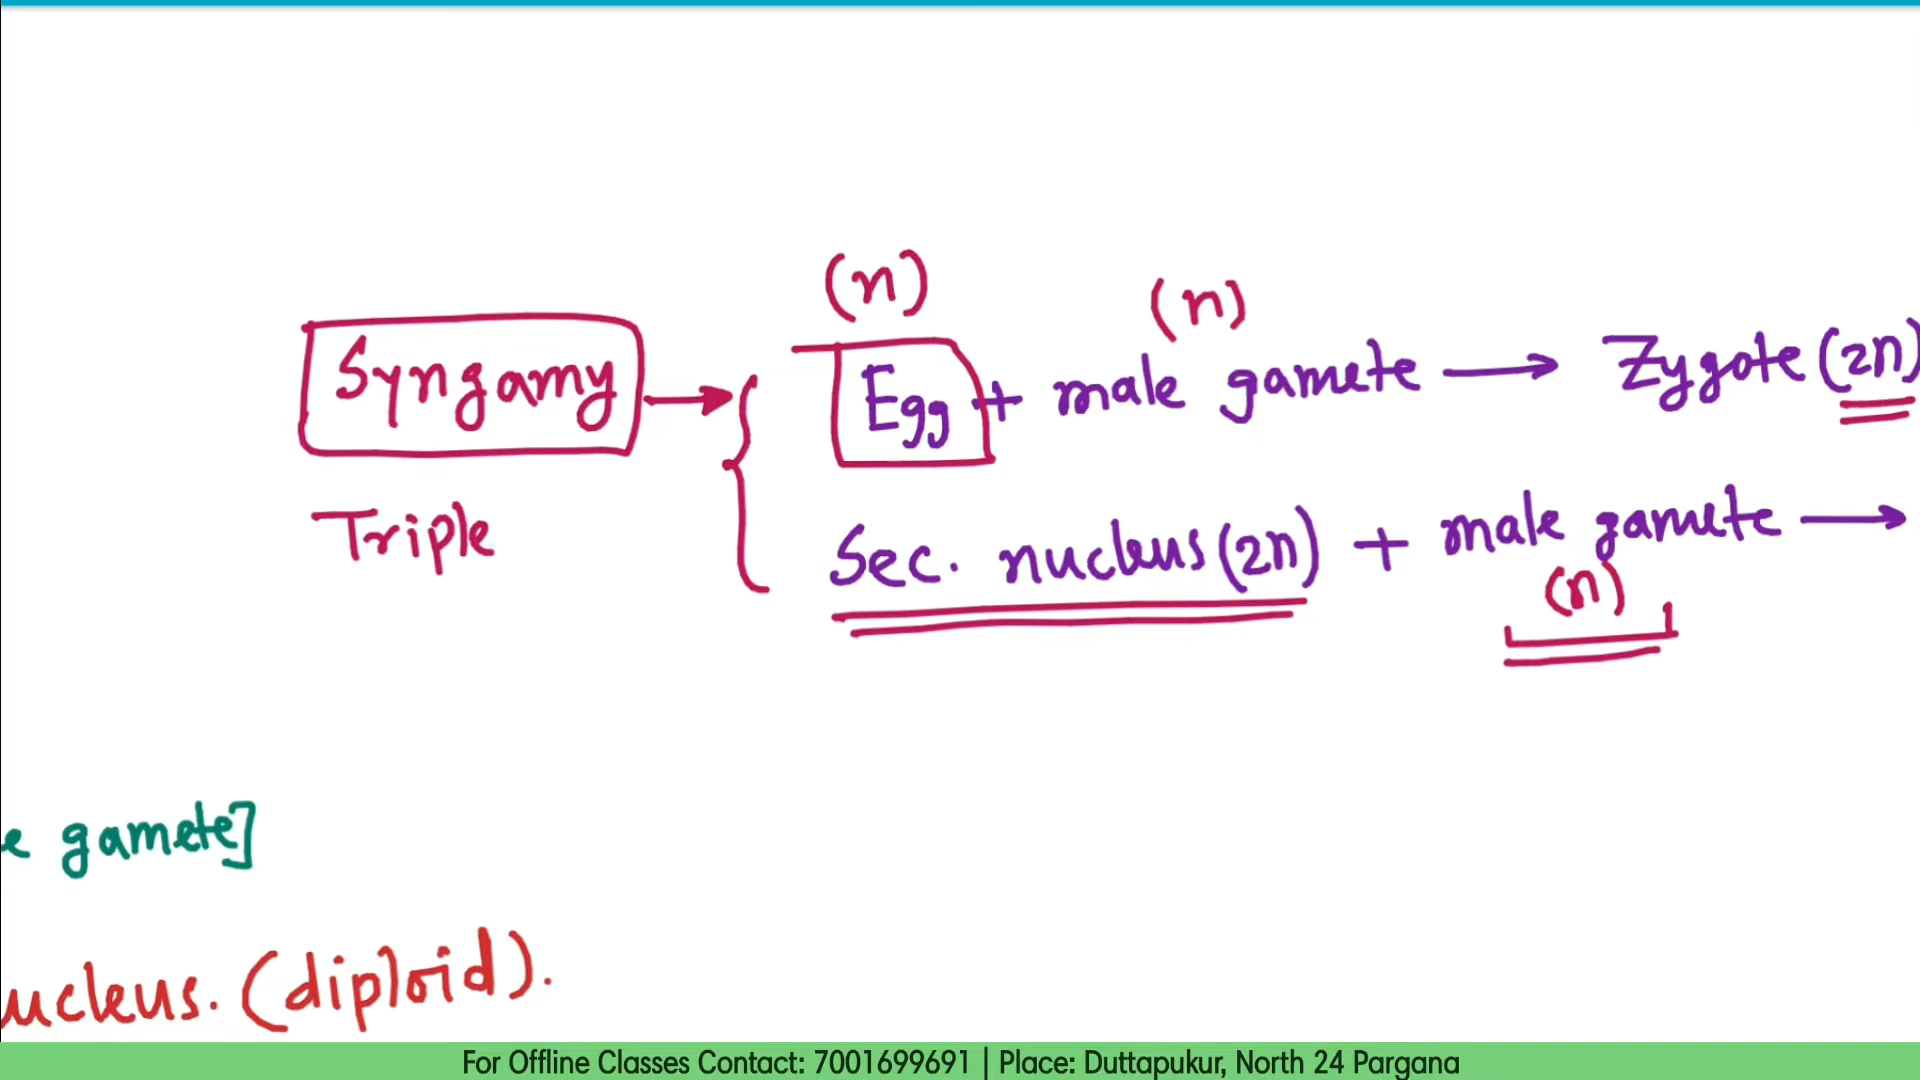 (n)
(n)
Syngamy → Egg + male gamete → Zygote (2n)
Triple
Sec. nucleus (2n) + male gamete →
(n)
e gamete]
ucleus. (diploid).
For Offline Classes Contact: 7001699691 | Place: Duttapukur, North 24 Pargana